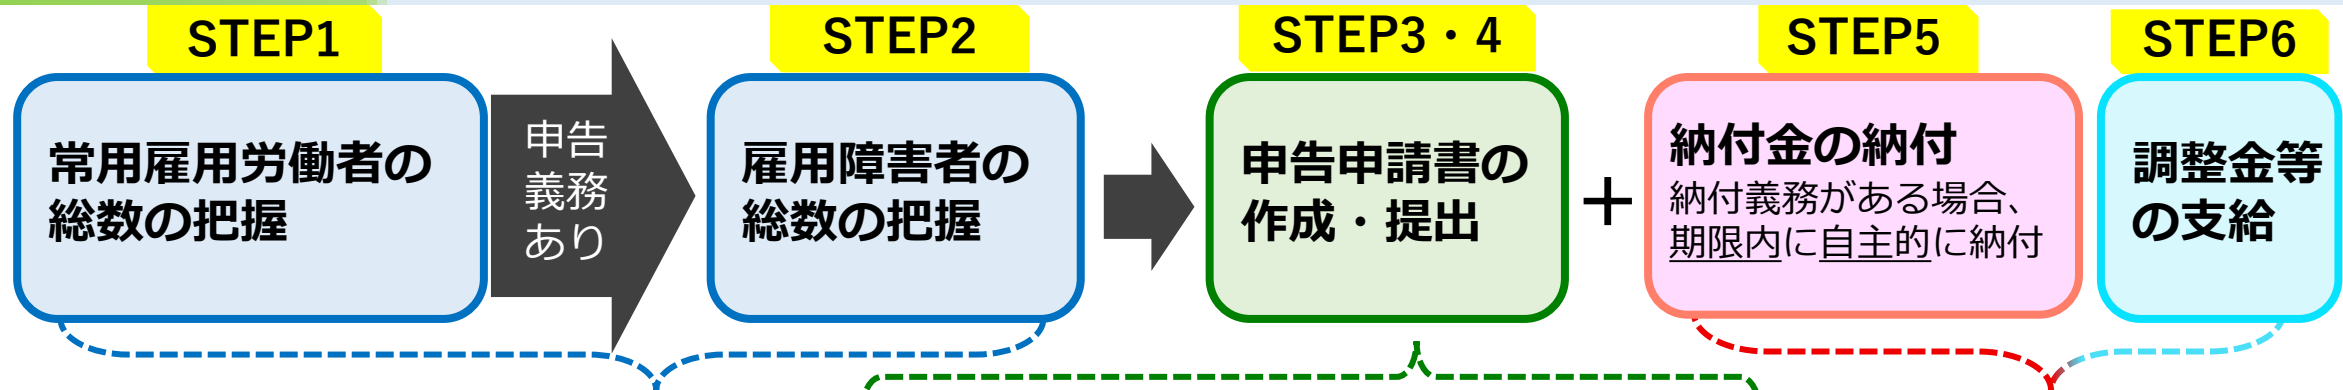 STEP1
常用雇用労働者の
総数の把握
申告
義務
あり
STEP2
雇用障害者の
総数の把握
STEP3・4
申告申請書の
作成・提出
+
STEP5
納付金の納付
納付義務がある場合、
期限内に自主的に納付
STEP6
調整金等
の支給